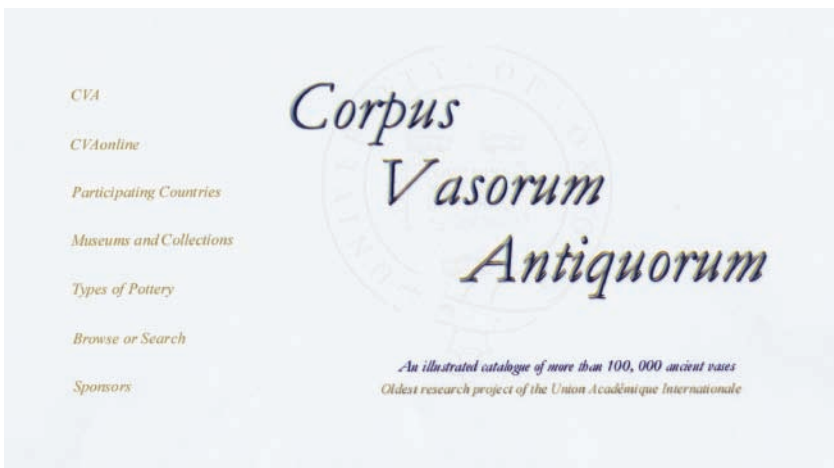 CVA
CVAonline
Participating Countries
Museums and Collections
Types of Pottery
Browse or Search
Sponsors
Corpus
Vasorum
Antiquorum
An illustrated catalogue of more than 100, 000 ancient vases
Oldest research project of the Union Académique Internationale